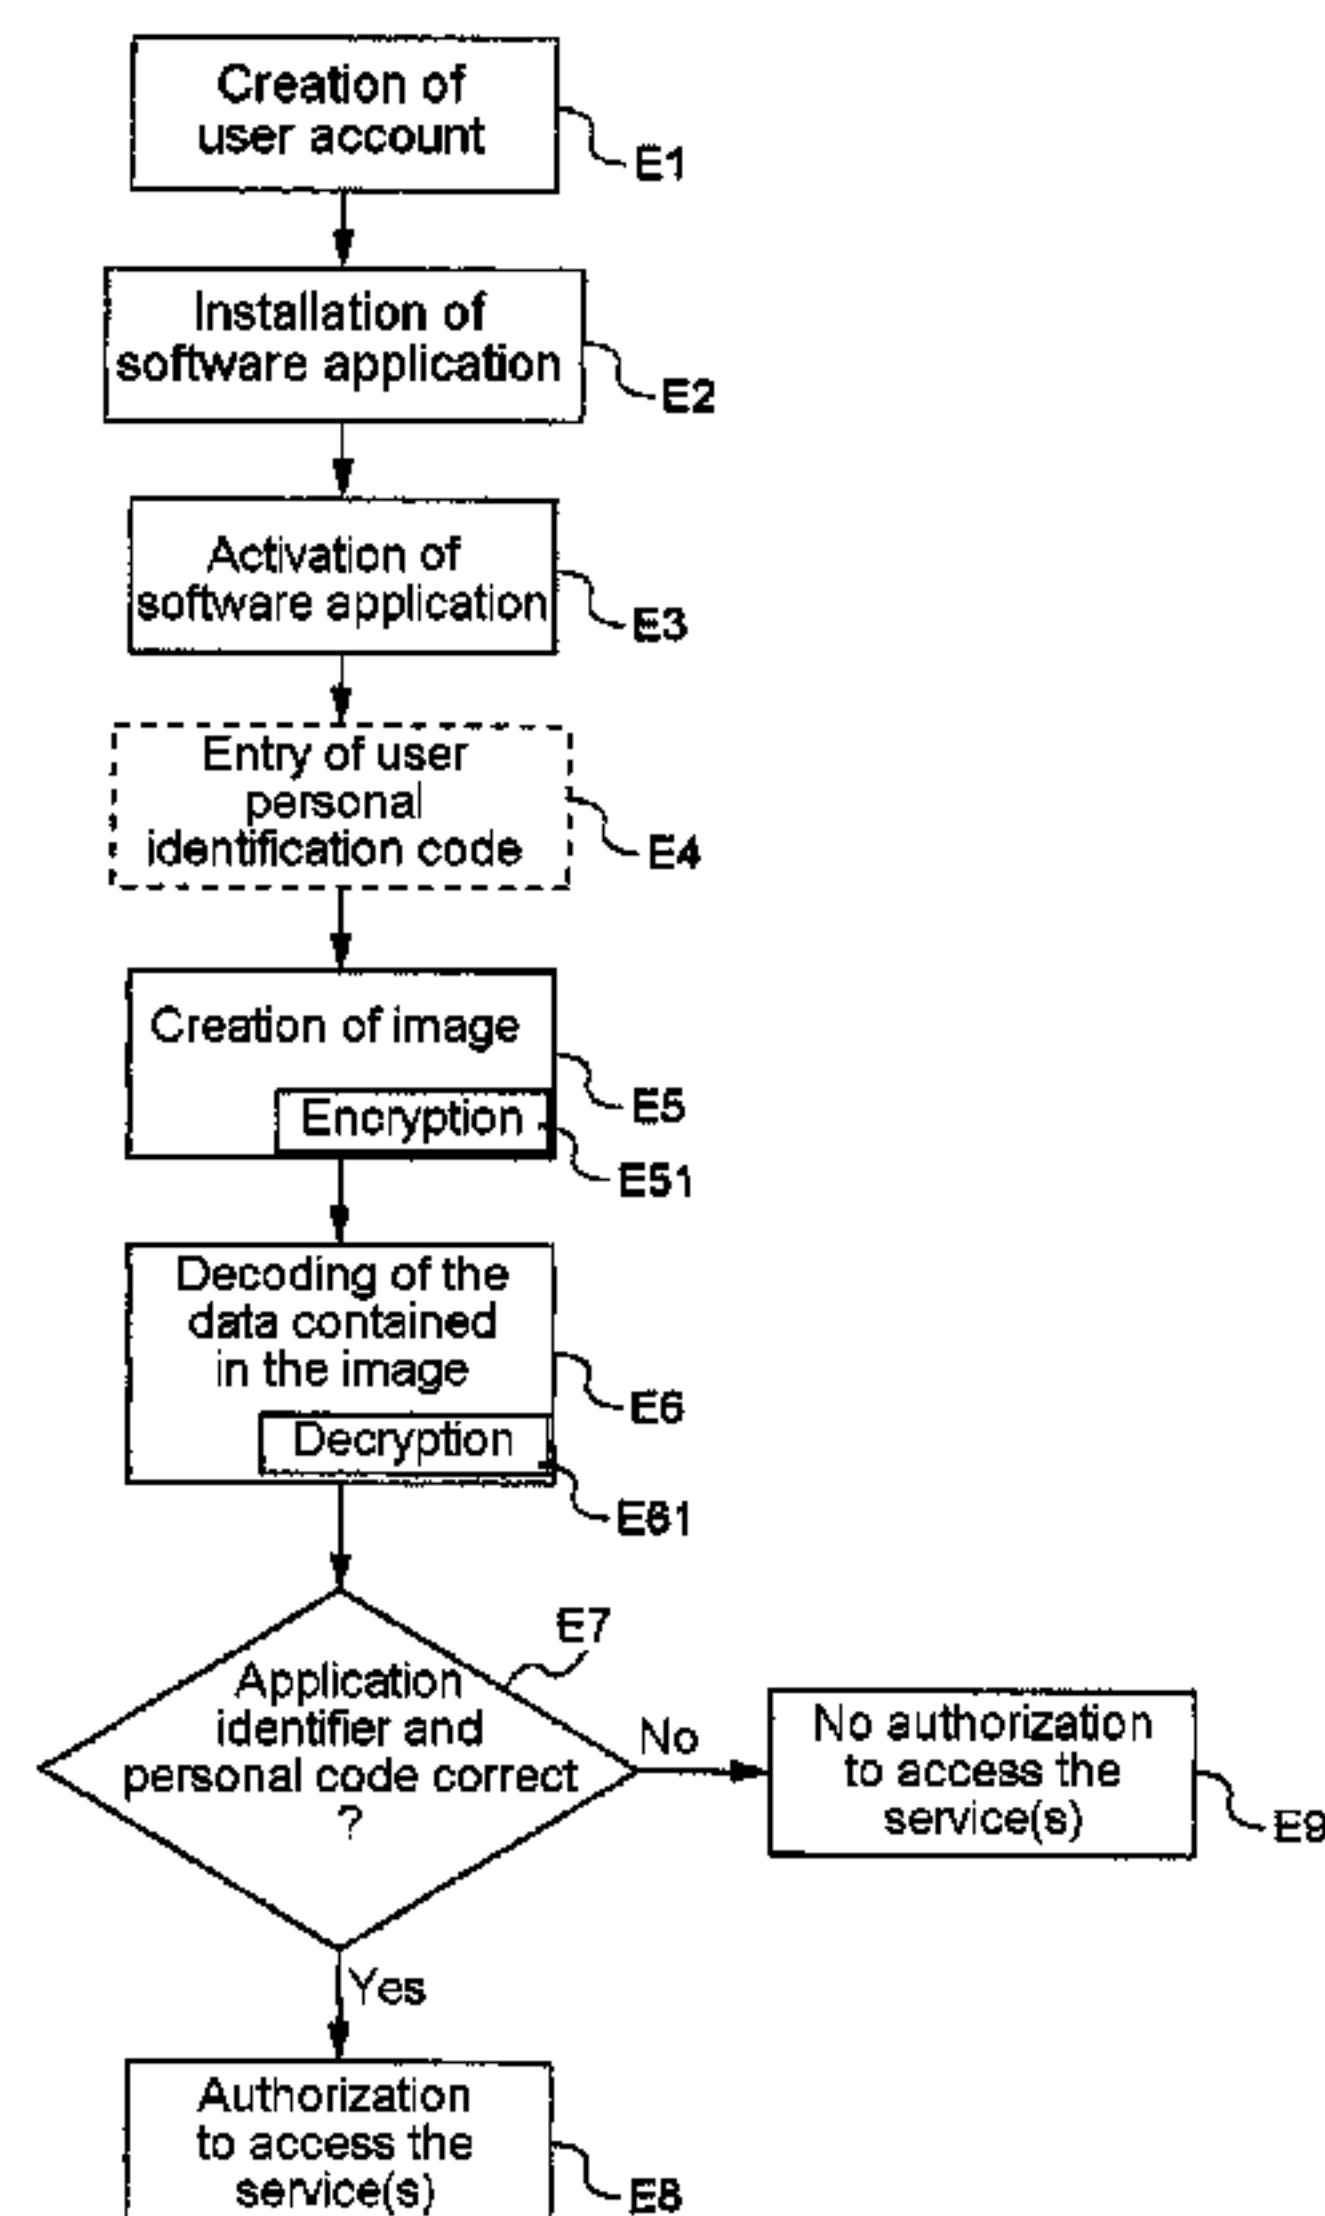 Creation of
user account
E1
Installation of
software application
E2
Activation of
software application
E3
Entry of user
personal
identification code
E4
Creation of image
E5
Encryption
E51
Decoding of the
data contained
in the image
E6
Decryption
E61
E7
Application
identifier and
personal code correct
?
No
No authorization
to access the
service(s)
E9
Yes
Authorization
to access the
service(s)
E8